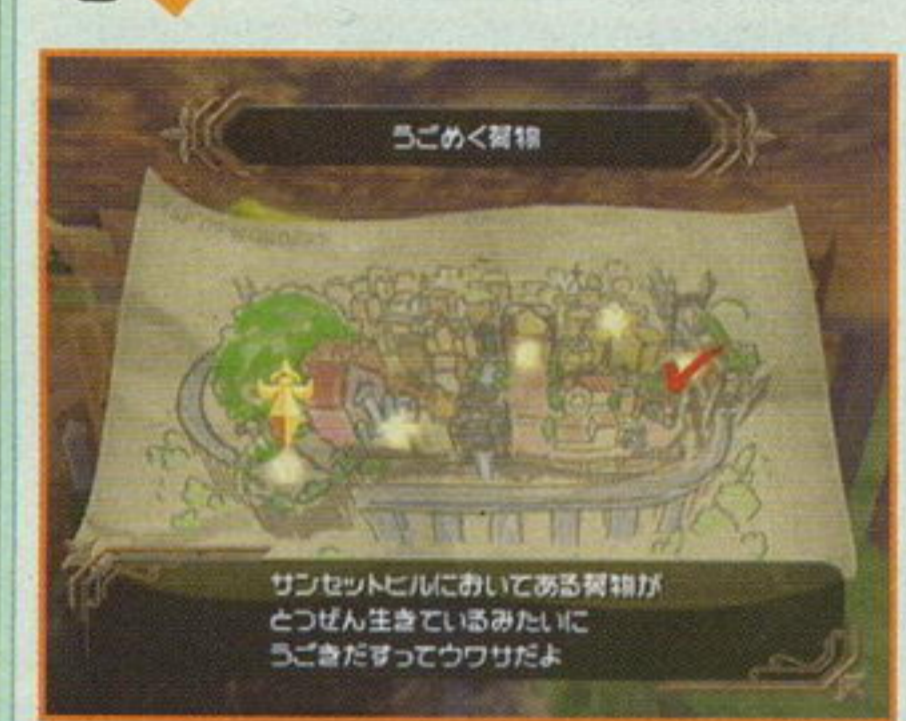 うごめく荷物
サンセットヒルにおいてある荷物が
とつぜん生きているみたいに
うごきだすってウワサだよ